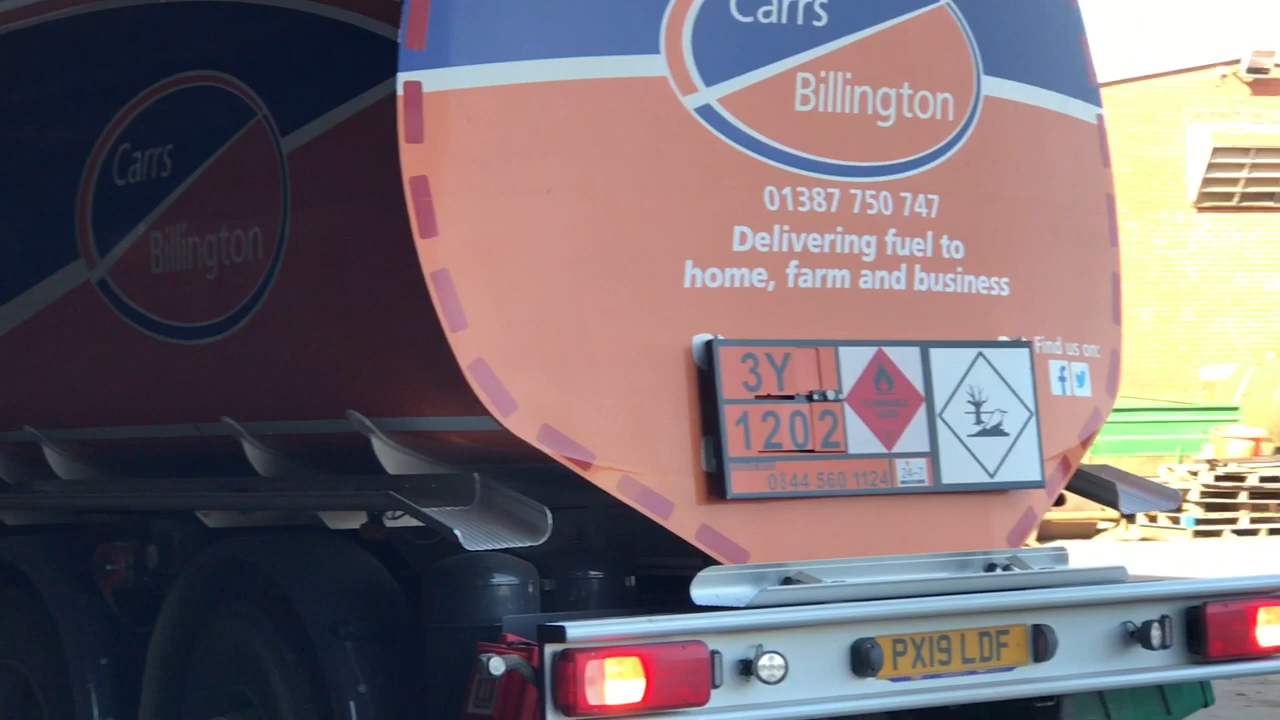 Carrs
Billington
Carrs
Billington
01387 750 747
Delivering fuel to
home, farm and business
Find us on:
3Y
1202
0844 560 1124
24-7
PX19 LDF